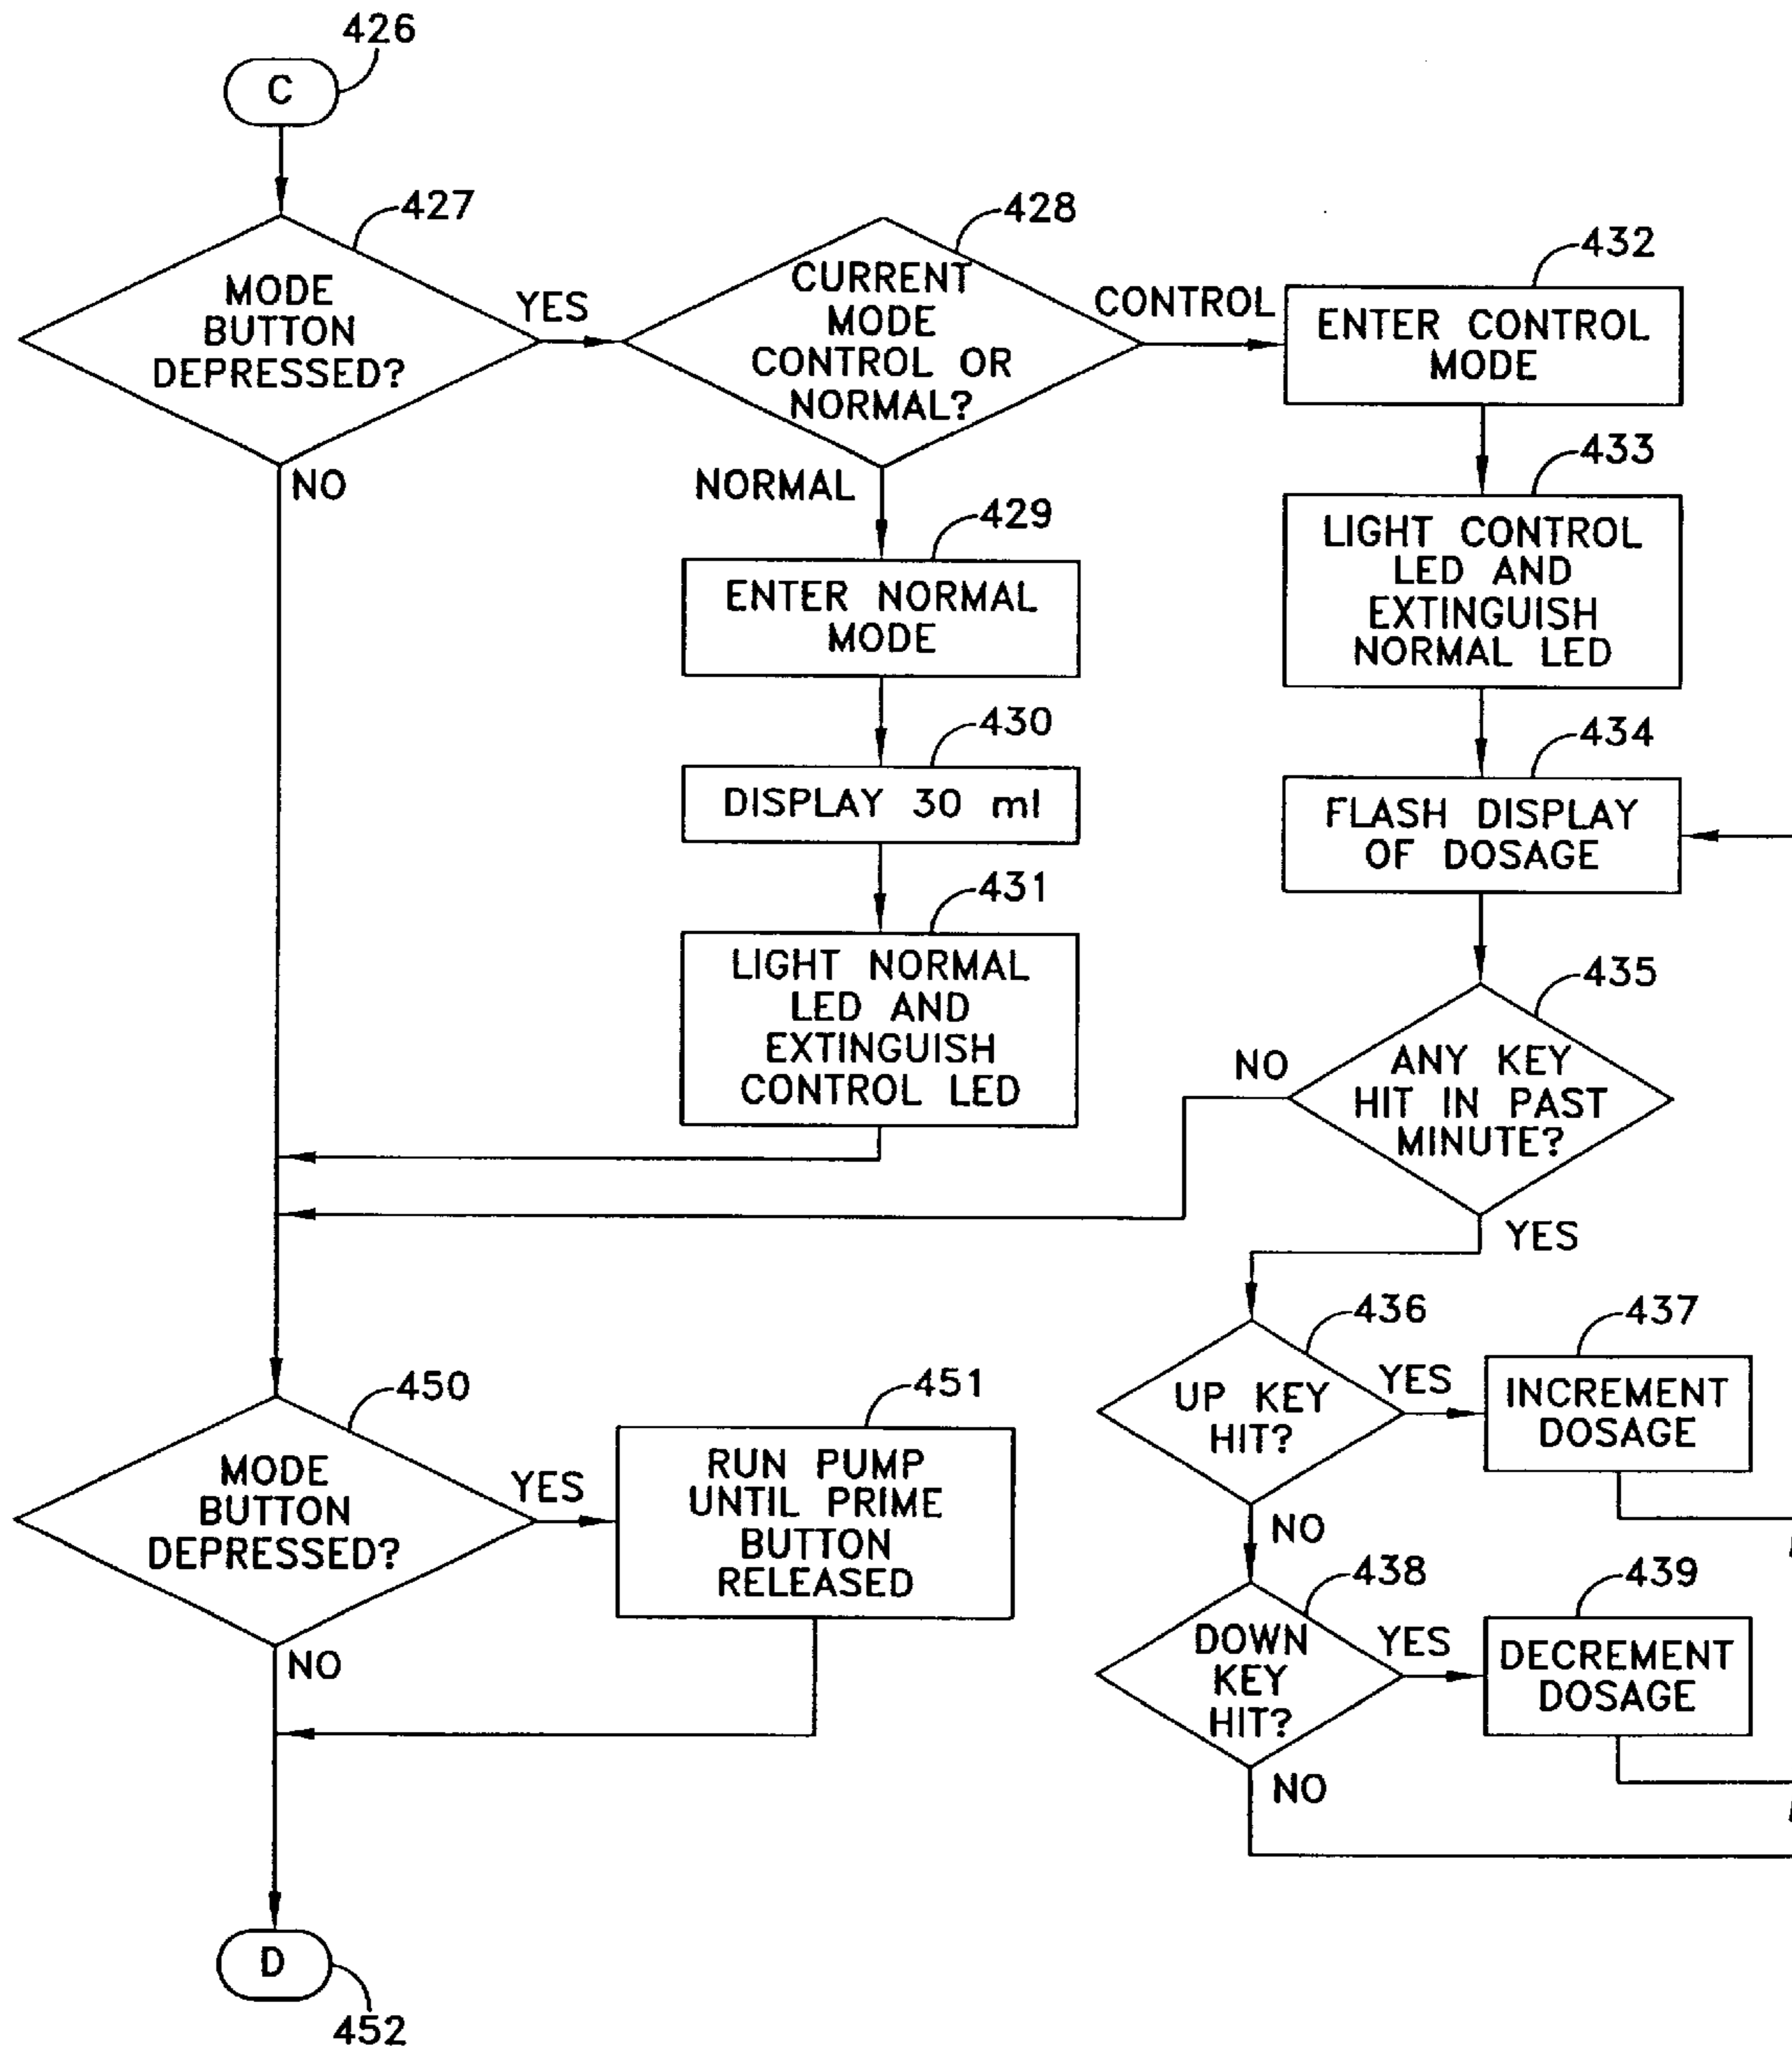 426
C
427
MODE
BUTTON
DEPRESSED?
YES
NO
428
CURRENT
MODE
CONTROL OR
NORMAL?
CONTROL
NORMAL
432
ENTER CONTROL
MODE
433
LIGHT CONTROL
LED AND
EXTINGUISH
NORMAL LED
429
ENTER NORMAL
MODE
430
DISPLAY 30 ml
431
LIGHT NORMAL
LED AND
EXTINGUISH
CONTROL LED
434
FLASH DISPLAY
OF DOSAGE
435
ANY KEY
HIT IN PAST
MINUTE?
NO
YES
436
UP KEY
HIT?
YES
NO
437
INCREMENT
DOSAGE
438
DOWN
KEY
HIT?
YES
NO
439
DECREMENT
DOSAGE
450
MODE
BUTTON
DEPRESSED?
YES
NO
451
RUN PUMP
UNTIL PRIME
BUTTON
RELEASED
D
452